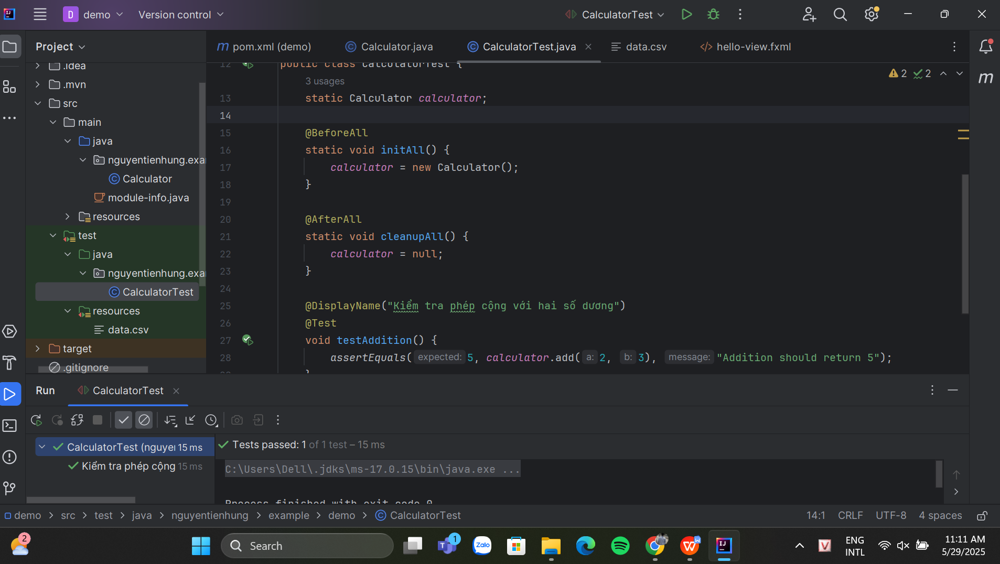 D demo Version control CalculatorTest
Project
pom.xml (demo) Calculator.java CalculatorTest.java data.csv hello-view.fxml
.idea
.mvn
src
main
java
nguyentienhung.exa
Calculator
module-info.java
resources
test
java
nguyentienhung.exa
CalculatorTest
resources
data.csv
target
.gitignore
2 2
12 public class CalculatorTest {
3 usages
13 static Calculator calculator;
14
15 @BeforeAll
16 static void initAll() {
17 calculator = new Calculator();
18 }
19
20 @AfterAll
21 static void cleanupAll() {
22 calculator = null;
23 }
24
25 @DisplayName("Kiểm tra phép cộng với hai số dương")
26 @Test
27 void testAddition() {
28 assertEquals( expected: 5, calculator.add( a: 2, b: 3), message: "Addition should return 5");
}
m
Run CalculatorTest
CalculatorTest (nguyen 15 ms
Kiểm tra phép cộng 15 ms
Tests passed: 1 of 1 test – 15 ms
C:\Users\Dell\.jdks\ms-17.0.15\bin\java.exe ...
Process finished with exit code 0
demo > src > test > java > nguyentienhung > example > demo > CalculatorTest
14:1 CRLF UTF-8 4 spaces
2
Search
1
Zalo
ENG
INTL
11:11 AM
5/29/2025